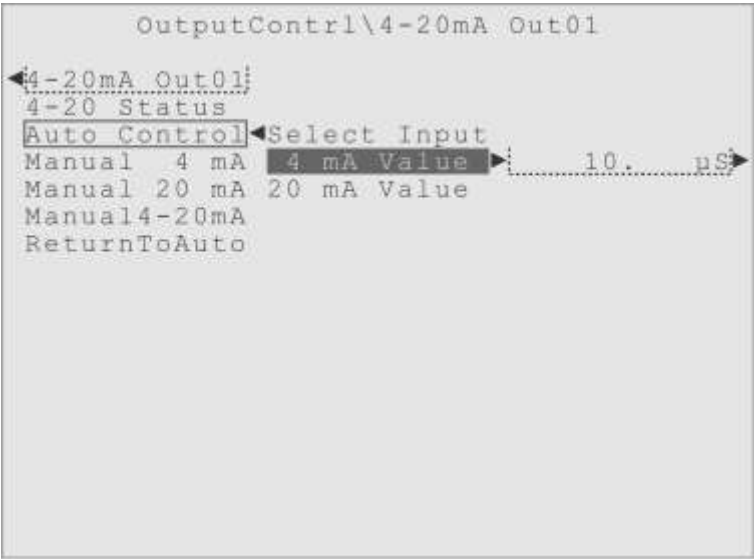 OutputContrl\4-20mA Out01
4-20mA Out01
4-20 Status
Auto Control Select Input
Manual 4 mA 4 mA Value 10. µS
Manual 20 mA 20 mA Value
Manual4-20mA
ReturnToAuto